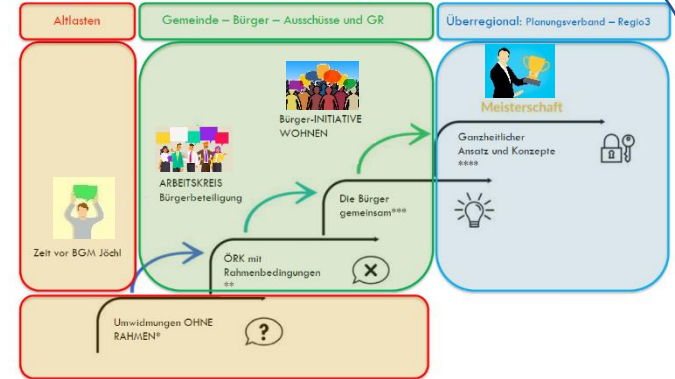 Altlasten
Gemeinde – Bürger – Ausschüsse und GR
Überregional: Planungsverband – Regio3
Meisterschaft
Bürger-INITIATIVE
WOHNEN
Ganzheitlicher
Ansatz und Konzepte
****
ARBEITSKREIS
Bürgerbeteiligung
Die Bürger
gemeinsam***
Zeit vor BGM Jöchl
ÖRK mit
Rahmenbedingungen
**
Umwidmungen OHNE
RAHMEN*
?